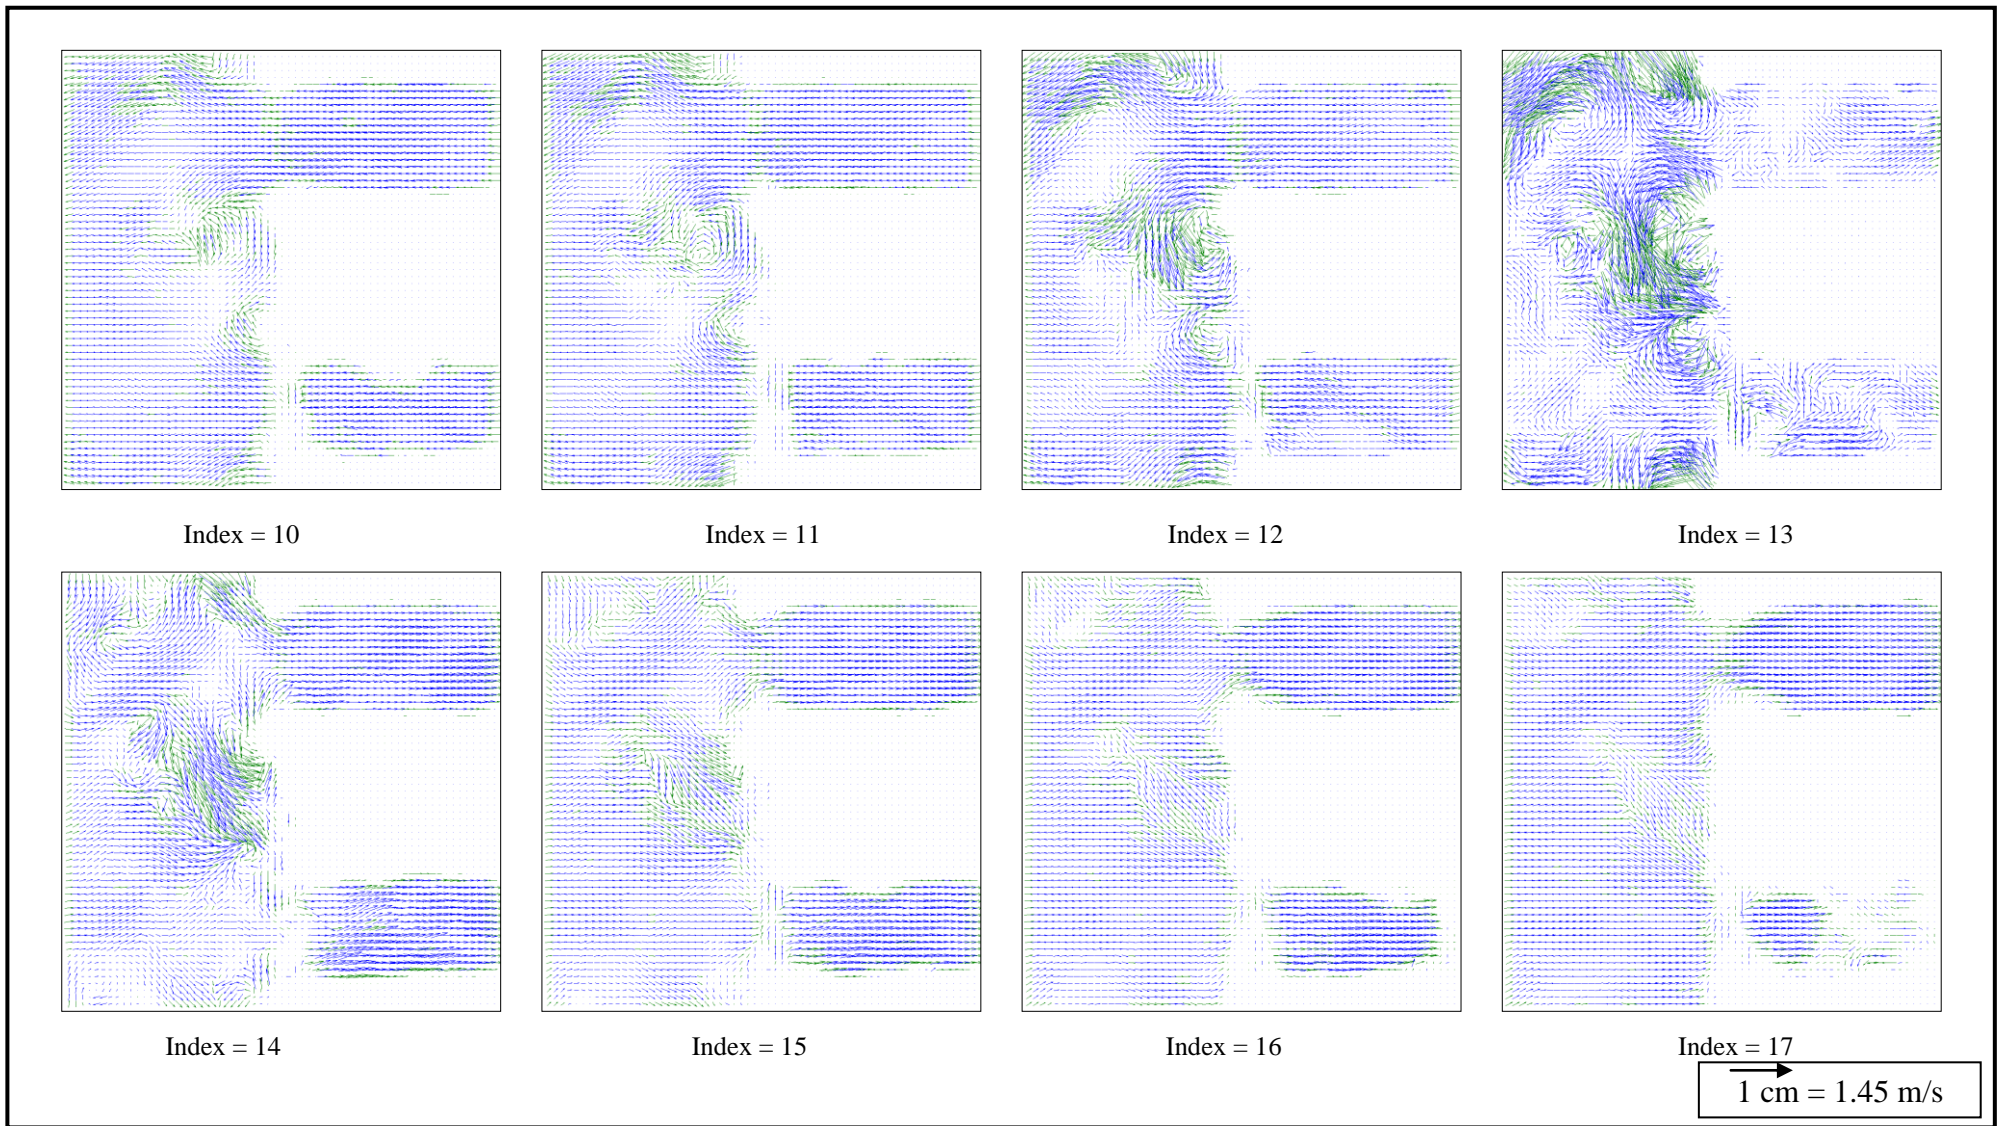 Index = 10
Index = 11
Index = 12
Index = 13
Index = 14
Index = 15
Index = 16
Index = 17
1 cm = 1.45 m/s